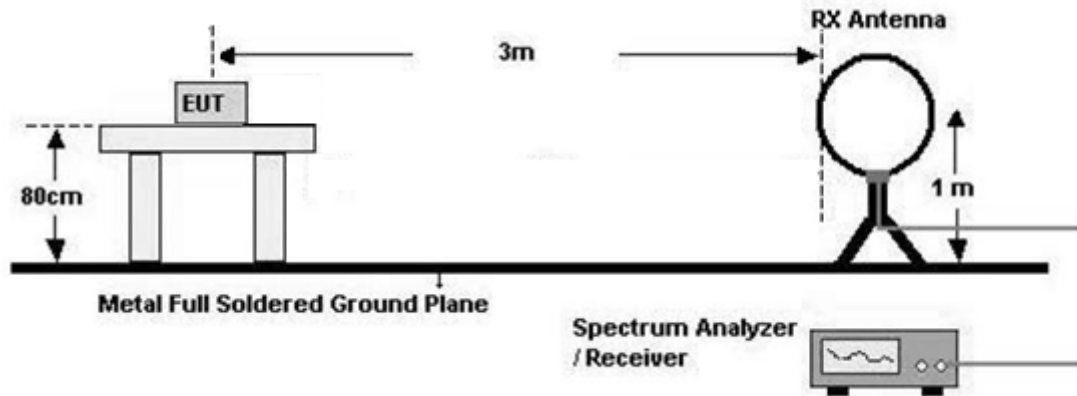 RX Antenna
3m
EUT
80cm
1 m
Metal Full Soldered Ground Plane
Spectrum Analyzer
/ Receiver